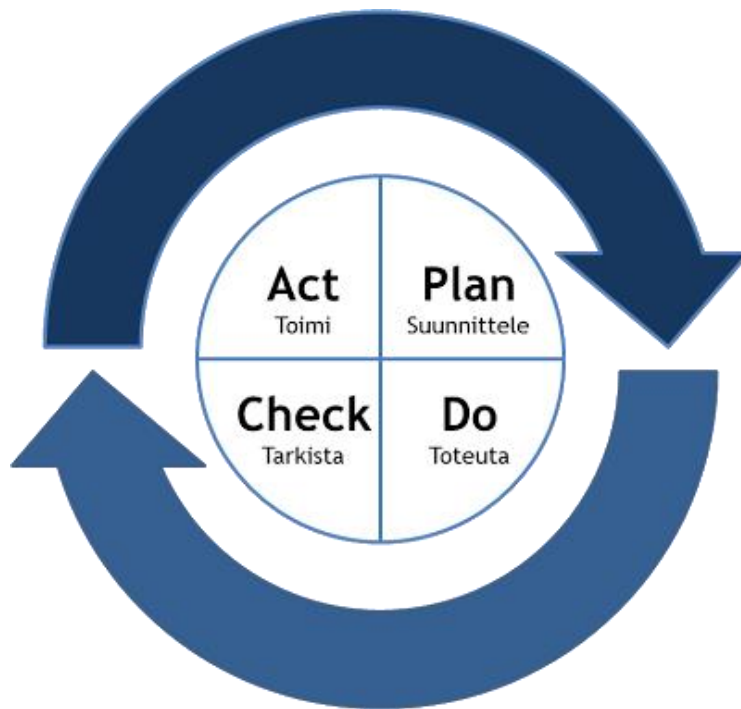 Act
Toimi
Plan
Suunnittele
Check
Tarkista
Do
Toteuta